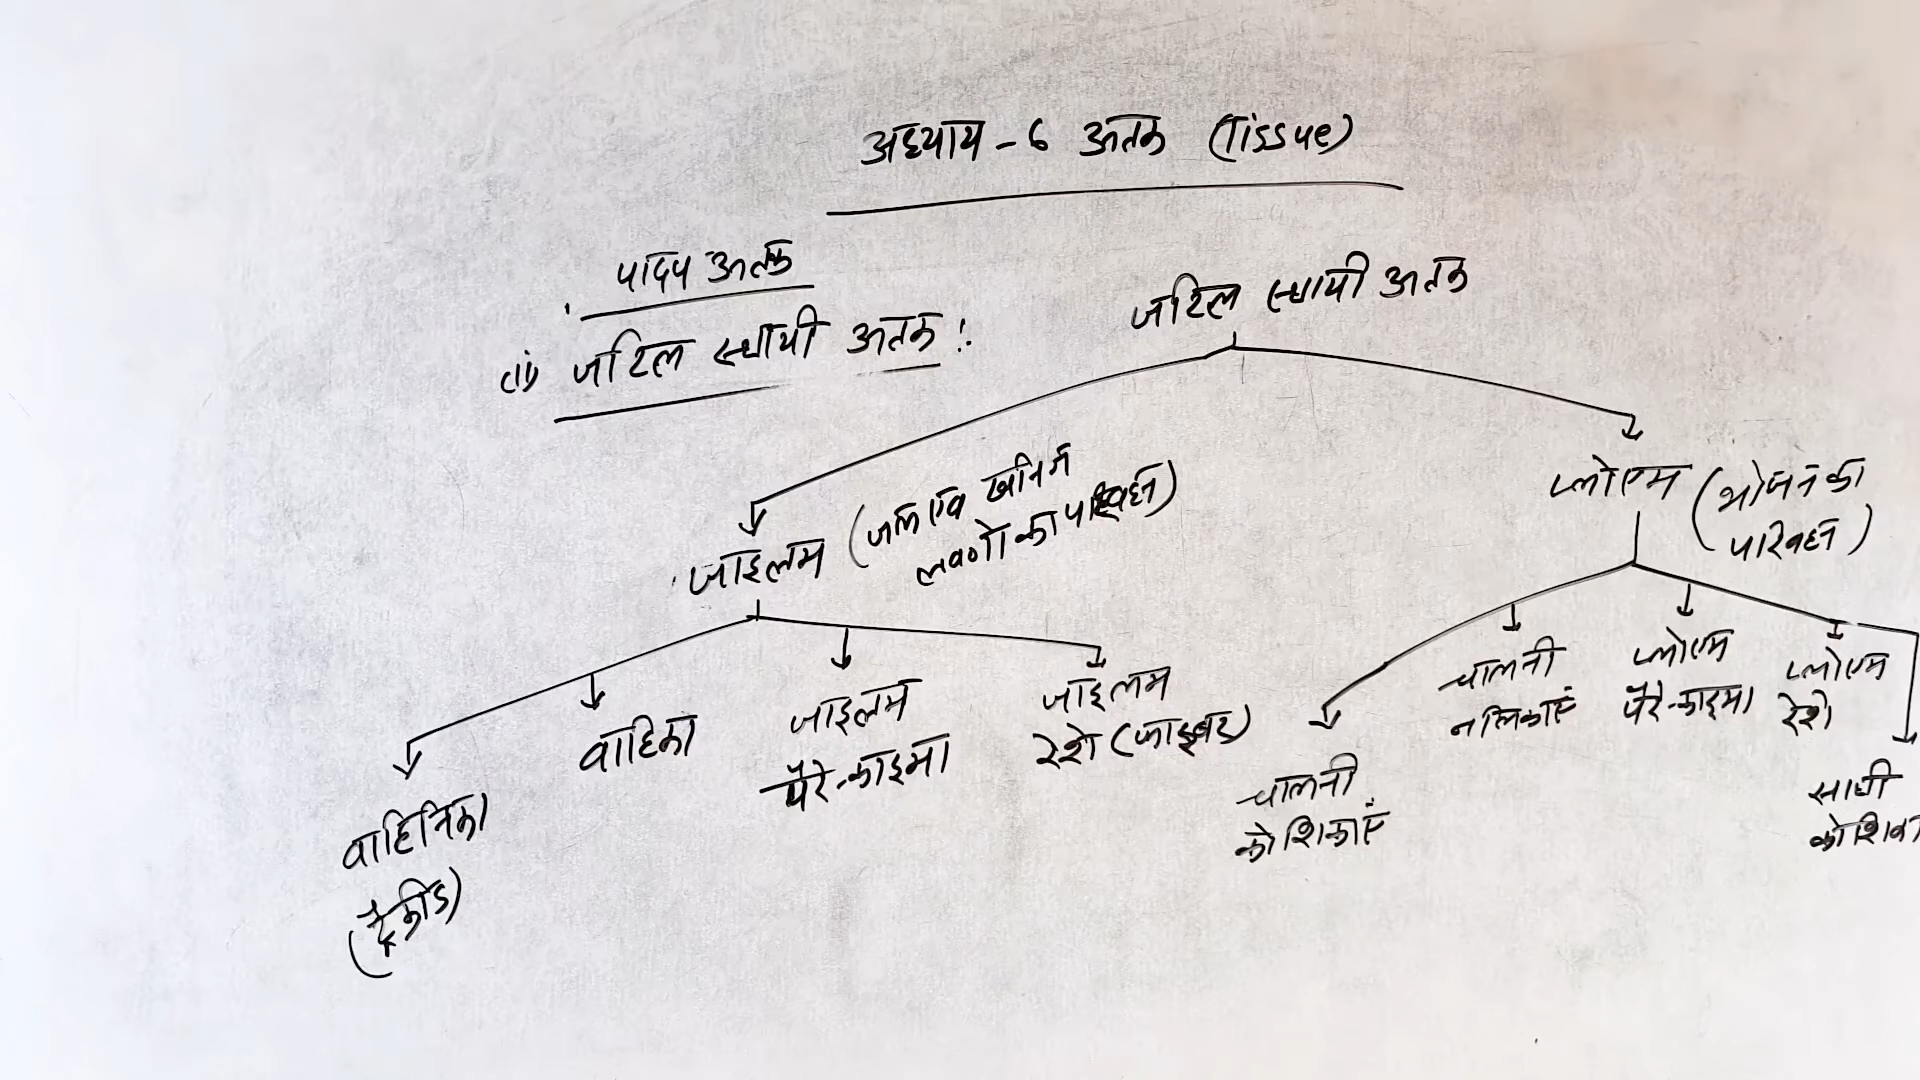 अध्याय - 6 ऊतक (Tissue)
पादप ऊतक
(ii) जटिल स्थायी ऊतक :
जटिल स्थायी ऊतक
जाइलम (जल एवं खनिज
लवणों का परिवहन)
प्लोएम (भोजन का
परिवहन)
वाहिनिका
(ट्रैकीड)
वाहिका
जाइलम
पैरेन्काइमा
जाइलम
रेशे (फाइबर)
चालनी
कोशिकाएँ
चालनी
नलिकाएँ
प्लोएम
पैरेन्काइमा
प्लोएम
रेशे
साथी
कोशिका